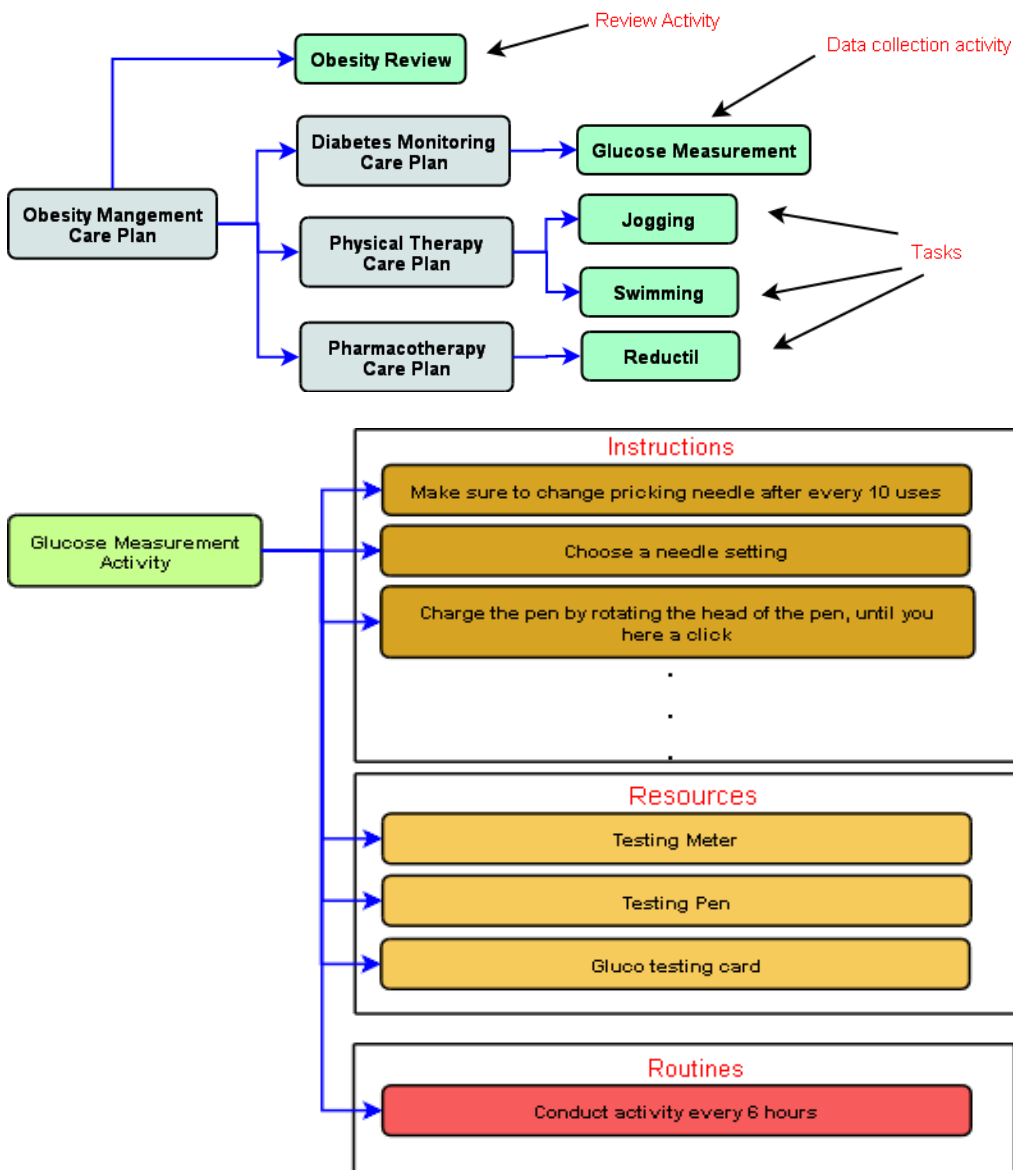 Review Activity
Obesity Review
Data collection activity
Diabetes Monitoring
Care Plan
Glucose Measurement
Obesity Mangement
Care Plan
Jogging
Physical Therapy
Care Plan
Tasks
Swimming
Pharmacotherapy
Care Plan
Reductil
Instructions
Make sure to change pricking needle after every 10 uses
Glucose Measurement
Activity
Choose a needle setting
Charge the pen by rotating the head of the pen, until you
here a click
.
.
.
Resources
Testing Meter
Testing Pen
Gluco testing card
Routines
Conduct activity every 6 hours